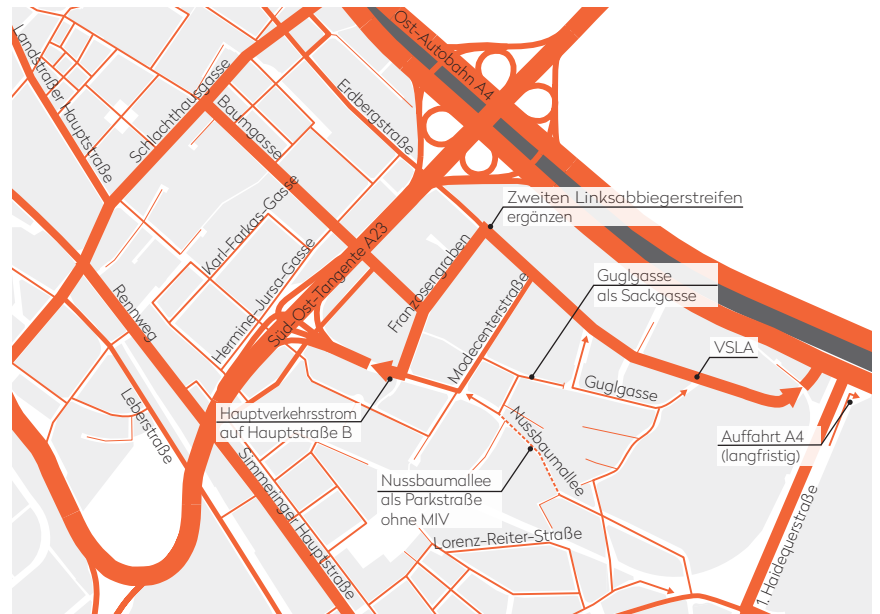 Ost-Autobahn A4
Landstraßer Hauptstraße
Schlachthausgasse
Baumgasse
Erdbergstraße
Zweiten Linksabbiegerstreifen
ergänzen
Karl-Farkas-Gasse
Hermine-Jursa-Gasse
Süd-Ost-Tangente A23
Franzosengraben
Modecenterstraße
Guglgasse
als Sackgasse
Rennweg
VSLA
Guglgasse
Leberstraße
Hauptverkehrsstrom
auf Hauptstraße B
Nussbaumallee
Auffahrt A4
(langfristig)
Simmeringer Hauptstraße
Nussbaumallee
als Parkstraße
ohne MIV
Lorenz-Reiter-Straße
1. Haidequerstraße